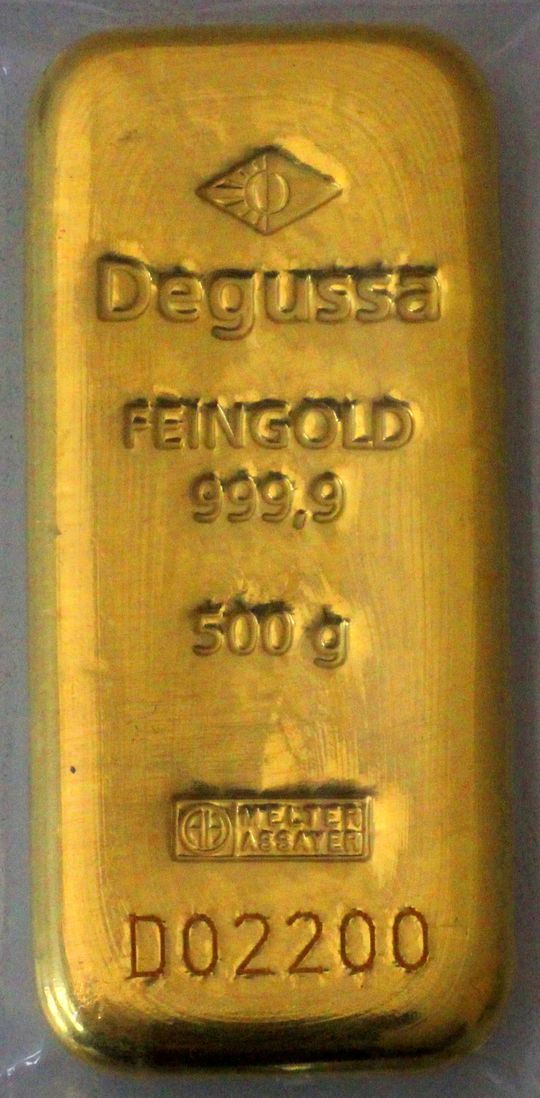 Degussa
FEINGOLD
999,9
500 g
MELTER
ASSAYER
D02200